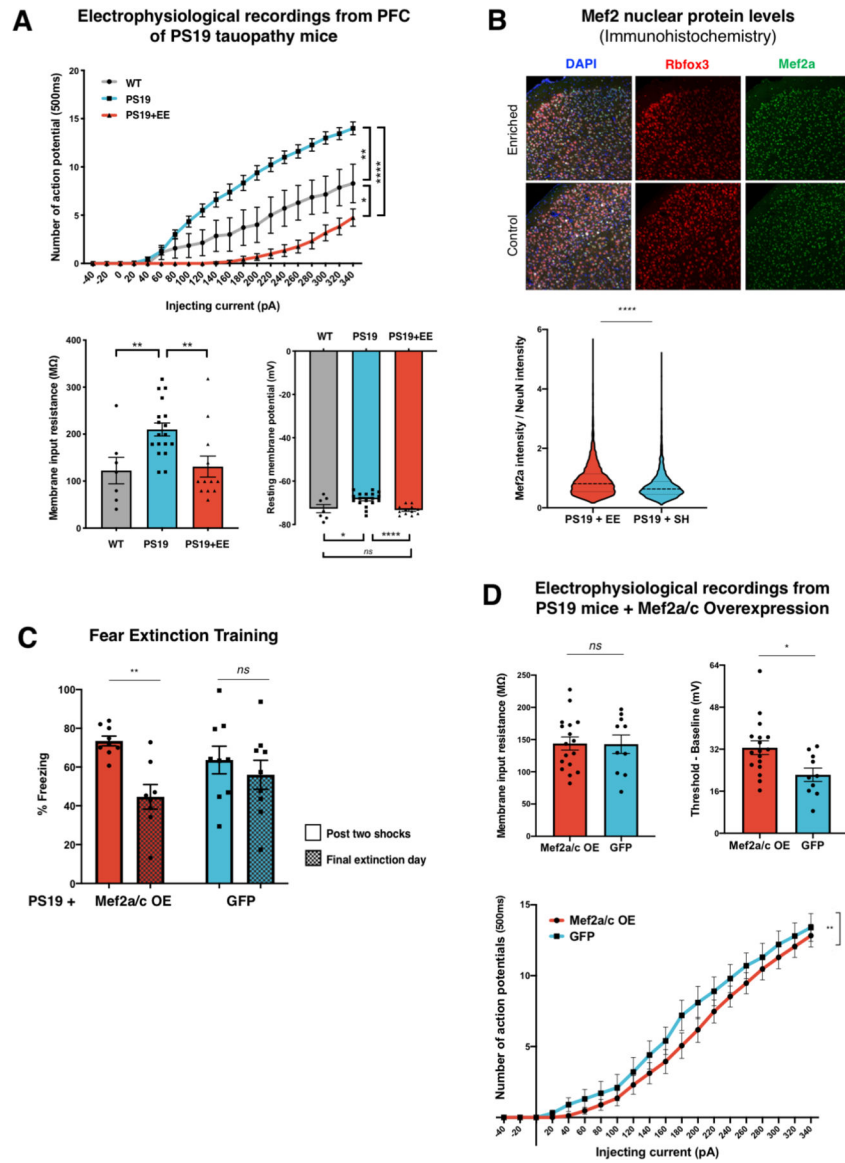 A
Electrophysiological recordings from PFC
of PS19 tauopathy mice
Number of action potential (500ms)
20
15
10
5
0
WT
PS19
PS19+EE
**
****
*
-40
-20
0
20
40
60
80
100
120
140
160
180
200
220
240
260
280
300
320
340
Injecting current (pA)
Membrane input resistance (MΩ)
400
300
200
100
0
**
**
WT
PS19
PS19+EE
WT
PS19
PS19+EE
Resting membrane potential (mV)
0
-20
-40
-60
-80
*
****
ns
B
Mef2 nuclear protein levels
(Immunohistochemistry)
DAPI
Rbfox3
Mef2a
Enriched
Control
****
Mef2a intensity / NeuN intensity
6
4
2
0
PS19 + EE
PS19 + SH
C
Fear Extinction Training
% Freezing
100
80
60
40
20
0
**
ns
Post two shocks
Final extinction day
PS19 +
Mef2a/c OE
GFP
D
Electrophysiological recordings from
PS19 mice + Mef2a/c Overexpression
Membrane input resistance (MΩ)
250
200
150
100
50
0
ns
Mef2a/c OE
GFP
Threshold - Baseline (mV)
64
48
32
16
0
*
Mef2a/c OE
GFP
Number of action potentials (500ms)
15
10
5
Mef2a/c OE
GFP
**
-40
-20
20
40
60
80
100
120
140
160
180
200
220
240
260
280
300
320
340
Injecting current (pA)